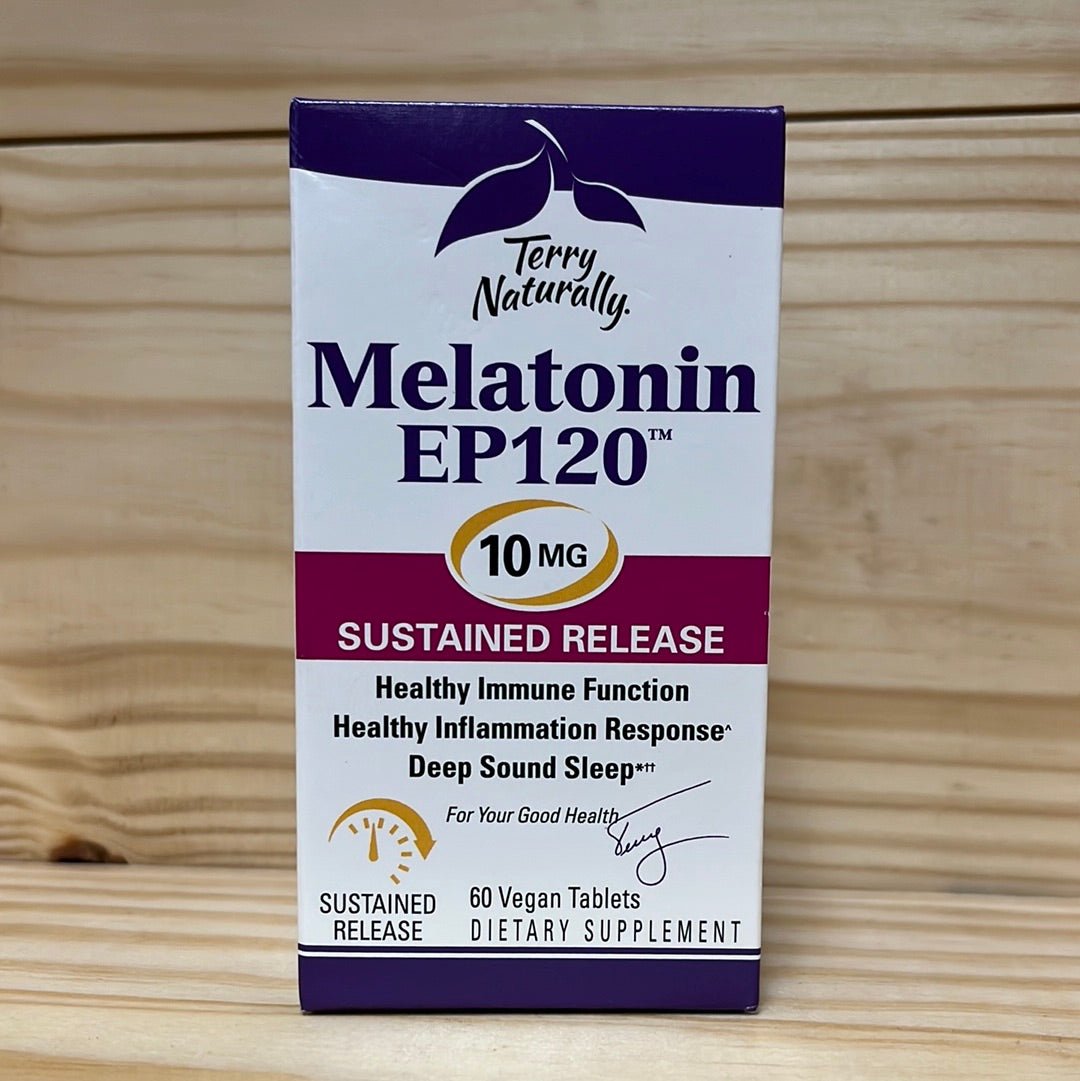 Terry
Naturally.
Melatonin
EP120™
10 MG
SUSTAINED RELEASE
Healthy Immune Function
Healthy Inflammation Response^
Deep Sound Sleep*††
For Your Good Health,
Terry
SUSTAINED
RELEASE
60 Vegan Tablets
DIETARY SUPPLEMENT